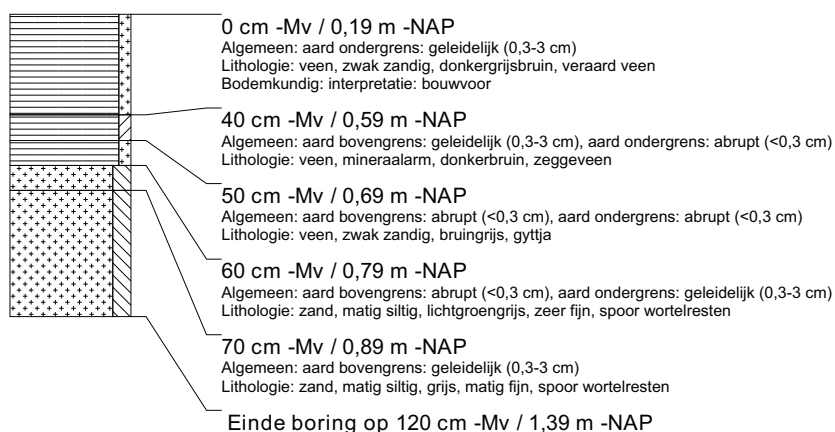 0 cm -Mv / 0,19 m -NAP
Algemeen: aard ondergrens: geleidelijk (0,3-3 cm)
Lithologie: veen, zwak zandig, donkergrijsbruin, veraard veen
Bodemkundig: interpretatie: bouwvoor
40 cm -Mv / 0,59 m -NAP
Algemeen: aard bovengrens: geleidelijk (0,3-3 cm), aard ondergrens: abrupt (<0,3 cm)
Lithologie: veen, mineraalarm, donkerbruin, zeggeveen
50 cm -Mv / 0,69 m -NAP
Algemeen: aard bovengrens: abrupt (<0,3 cm), aard ondergrens: abrupt (<0,3 cm)
Lithologie: veen, zwak zandig, bruingrijs, gyttja
60 cm -Mv / 0,79 m -NAP
Algemeen: aard bovengrens: abrupt (<0,3 cm), aard ondergrens: geleidelijk (0,3-3 cm)
Lithologie: zand, matig siltig, lichtgroengrijs, zeer fijn, spoor wortelresten
70 cm -Mv / 0,89 m -NAP
Algemeen: aard bovengrens: geleidelijk (0,3-3 cm)
Lithologie: zand, matig siltig, grijs, matig fijn, spoor wortelresten
Einde boring op 120 cm -Mv / 1,39 m -NAP